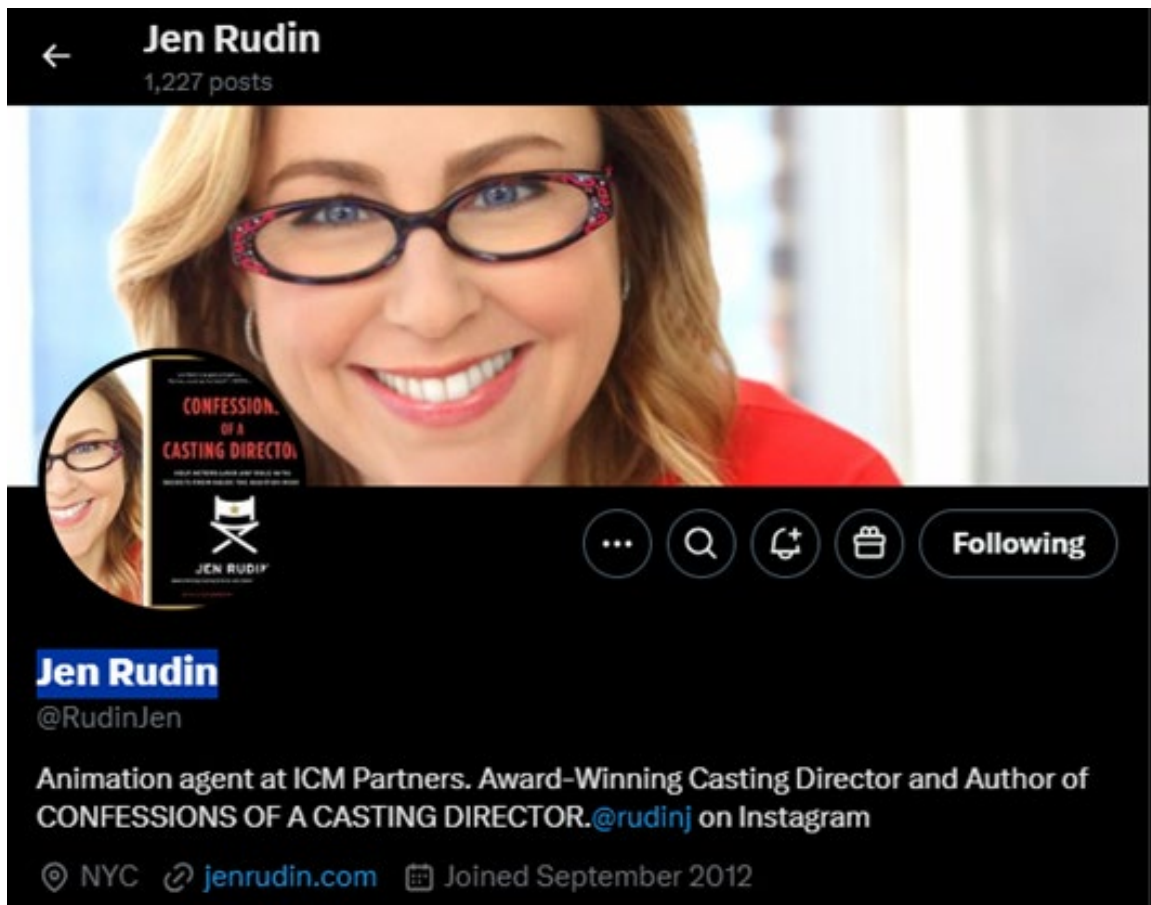 Jen Rudin
1,227 posts
CONFESSION
OF A
CASTING DIRECTO
JEN RUDIN
Following
Jen Rudin
@RudinJen
Animation agent at ICM Partners. Award-Winning Casting Director and Author of
CONFESSIONS OF A CASTING DIRECTOR.@rudinj on Instagram
NYC jenrudin.com Joined September 2012